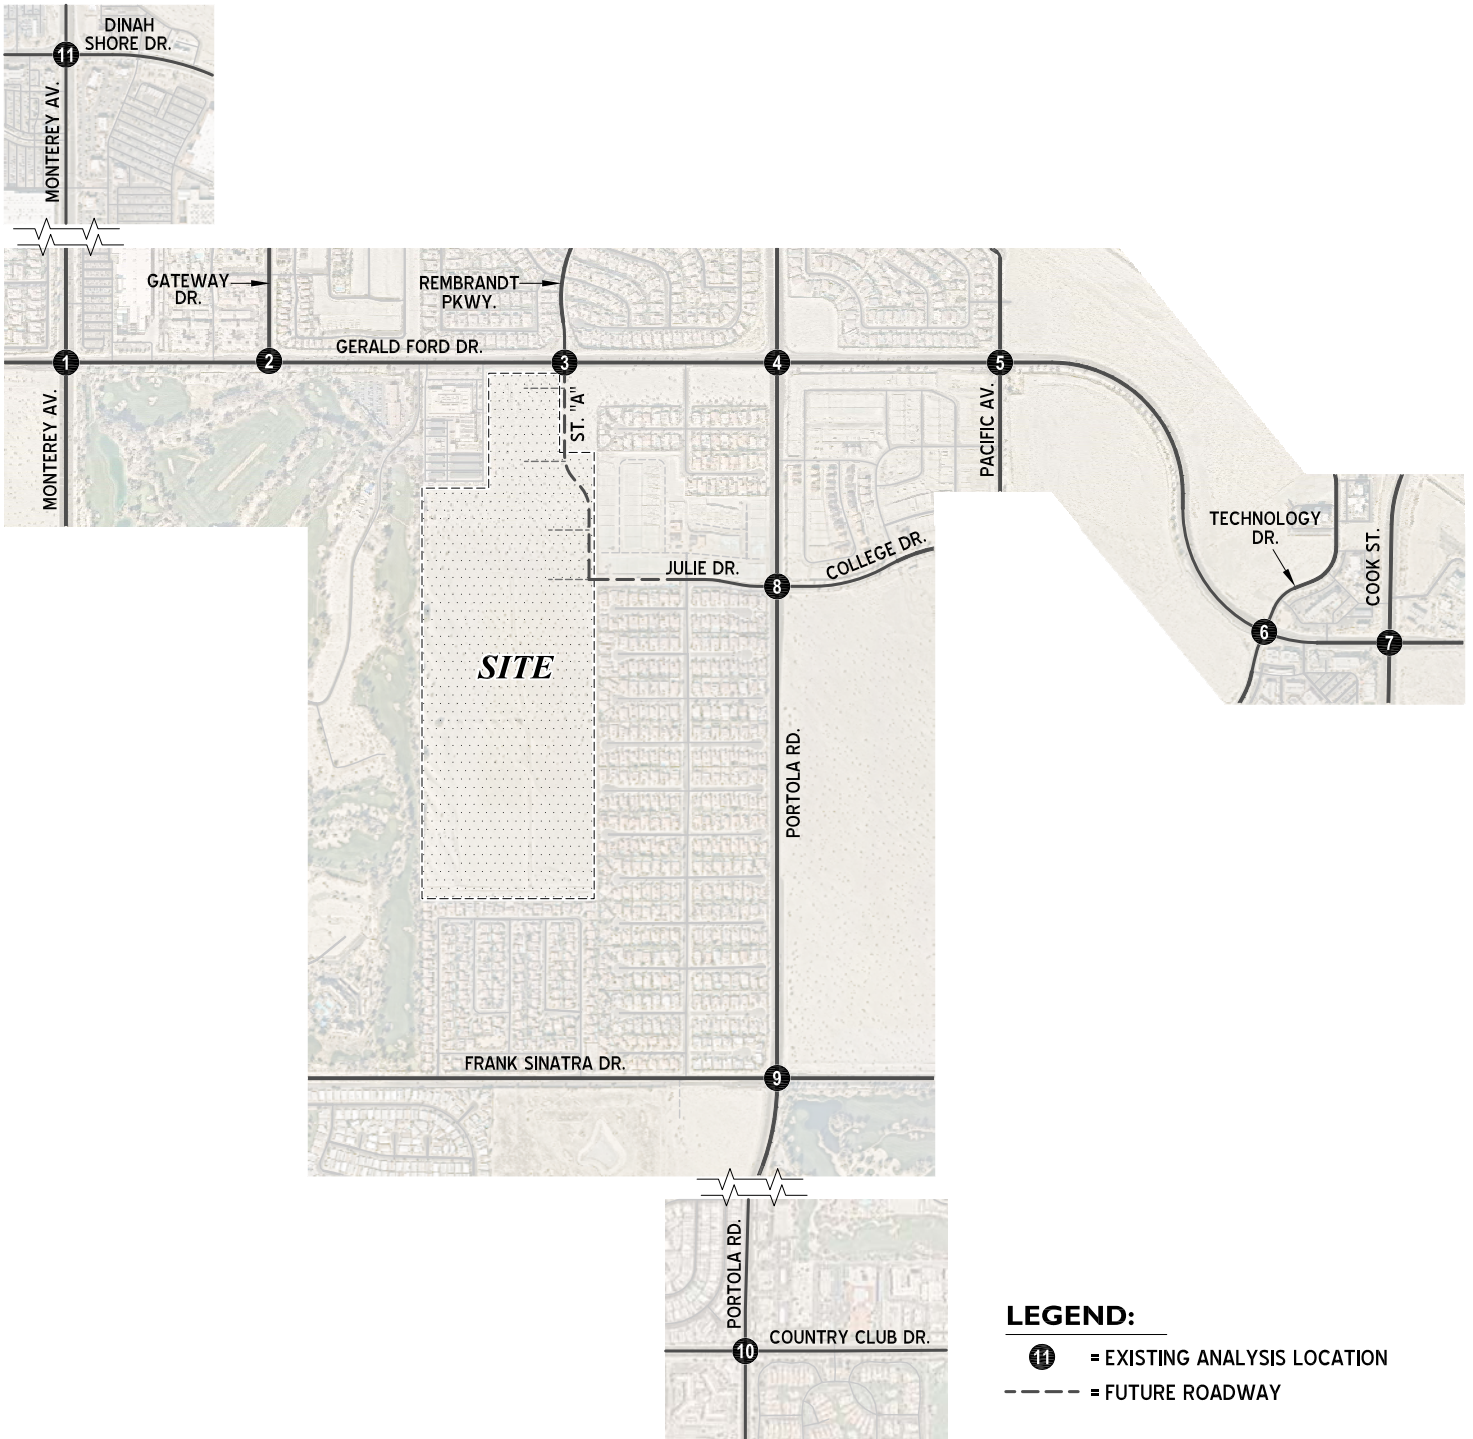 DINAH
SHORE DR.
11
MONTEREY AV.
GATEWAY
DR.
REMBRANDT
PKWY.
GERALD FORD DR.
1
2
3
4
5
MONTEREY AV.
ST. "A"
PACIFIC AV.
TECHNOLOGY
DR.
COOK ST.
JULIE DR.
COLLEGE DR.
8
6
7
SITE
PORTOLA RD.
FRANK SINATRA DR.
9
PORTOLA RD.
COUNTRY CLUB DR.
10
LEGEND:
11 = EXISTING ANALYSIS LOCATION
= FUTURE ROADWAY